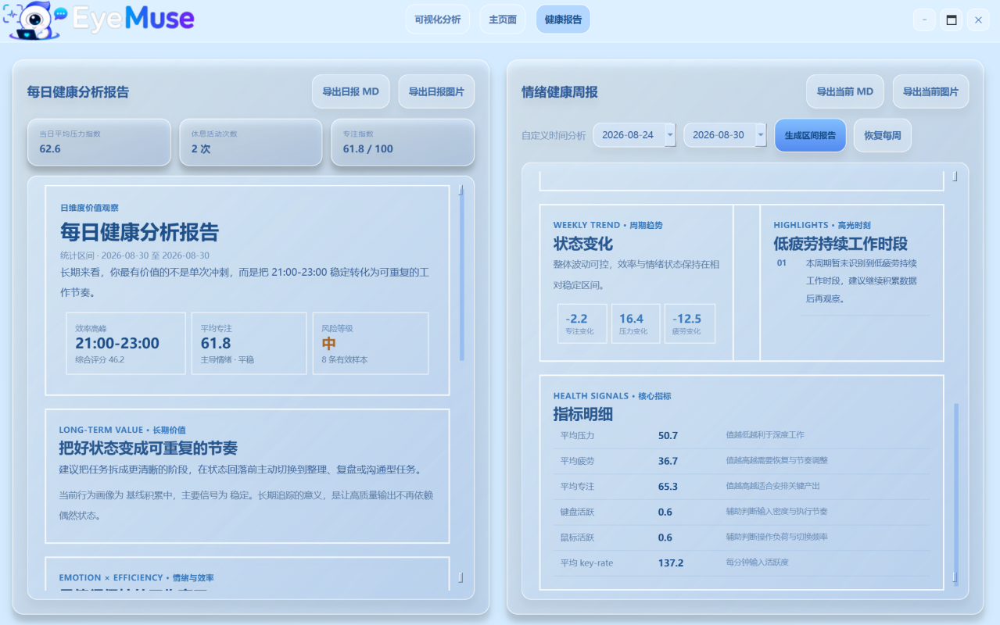 EyeMuse
可视化分析
主页面
健康报告
每日健康分析报告
导出日报 MD
导出日报图片
当日平均压力指数
62.6
休息活动次数
2 次
专注指数
61.8 / 100
日维度价值观察
每日健康分析报告
统计区间 · 2026-08-30 至 2026-08-30
长期来看，你最有价值的不是单次冲刺，而是把 21:00-23:00 稳定转化为可重复的工
作节奏。
效率高峰
21:00-23:00
综合评分 46.2
平均专注
61.8
主导情绪 · 平稳
风险等级
中
8 条有效样本
LONG-TERM VALUE • 长期价值
把好状态变成可重复的节奏
建议把任务拆成更清晰的阶段，在状态回落前主动切换到整理、复盘或沟通型任务。
当前行为画像为 基线积累中，主要信号为 稳定。长期追踪的意义，是让高质量输出不再依赖
偶然状态。
EMOTION × EFFICIENCY • 情绪与效率
情绪健康周报
导出当前 MD
导出当前图片
自定义时间分析
2026-08-24
2026-08-30
生成区间报告
恢复每周
WEEKLY TREND • 周期趋势
状态变化
整体波动可控，效率与情绪状态保持在相
对稳定区间。
-2.2
专注变化
16.4
压力变化
-12.5
疲劳变化
HIGHLIGHTS • 高光时刻
低疲劳持续工作时段
01 本周期暂未识别到低疲劳持续
工作时段，建议继续积累数据
后再观察。
HEALTH SIGNALS • 核心指标
指标明细
平均压力 50.7 值越低越利于深度工作
平均疲劳 36.7 值越高越需要恢复与节奏调整
平均专注 65.3 值越高越适合安排关键产出
键盘活跃 0.6 辅助判断输入密度与执行节奏
鼠标活跃 0.6 辅助判断操作负荷与切换频率
平均 key-rate 137.2 每分钟输入活跃度